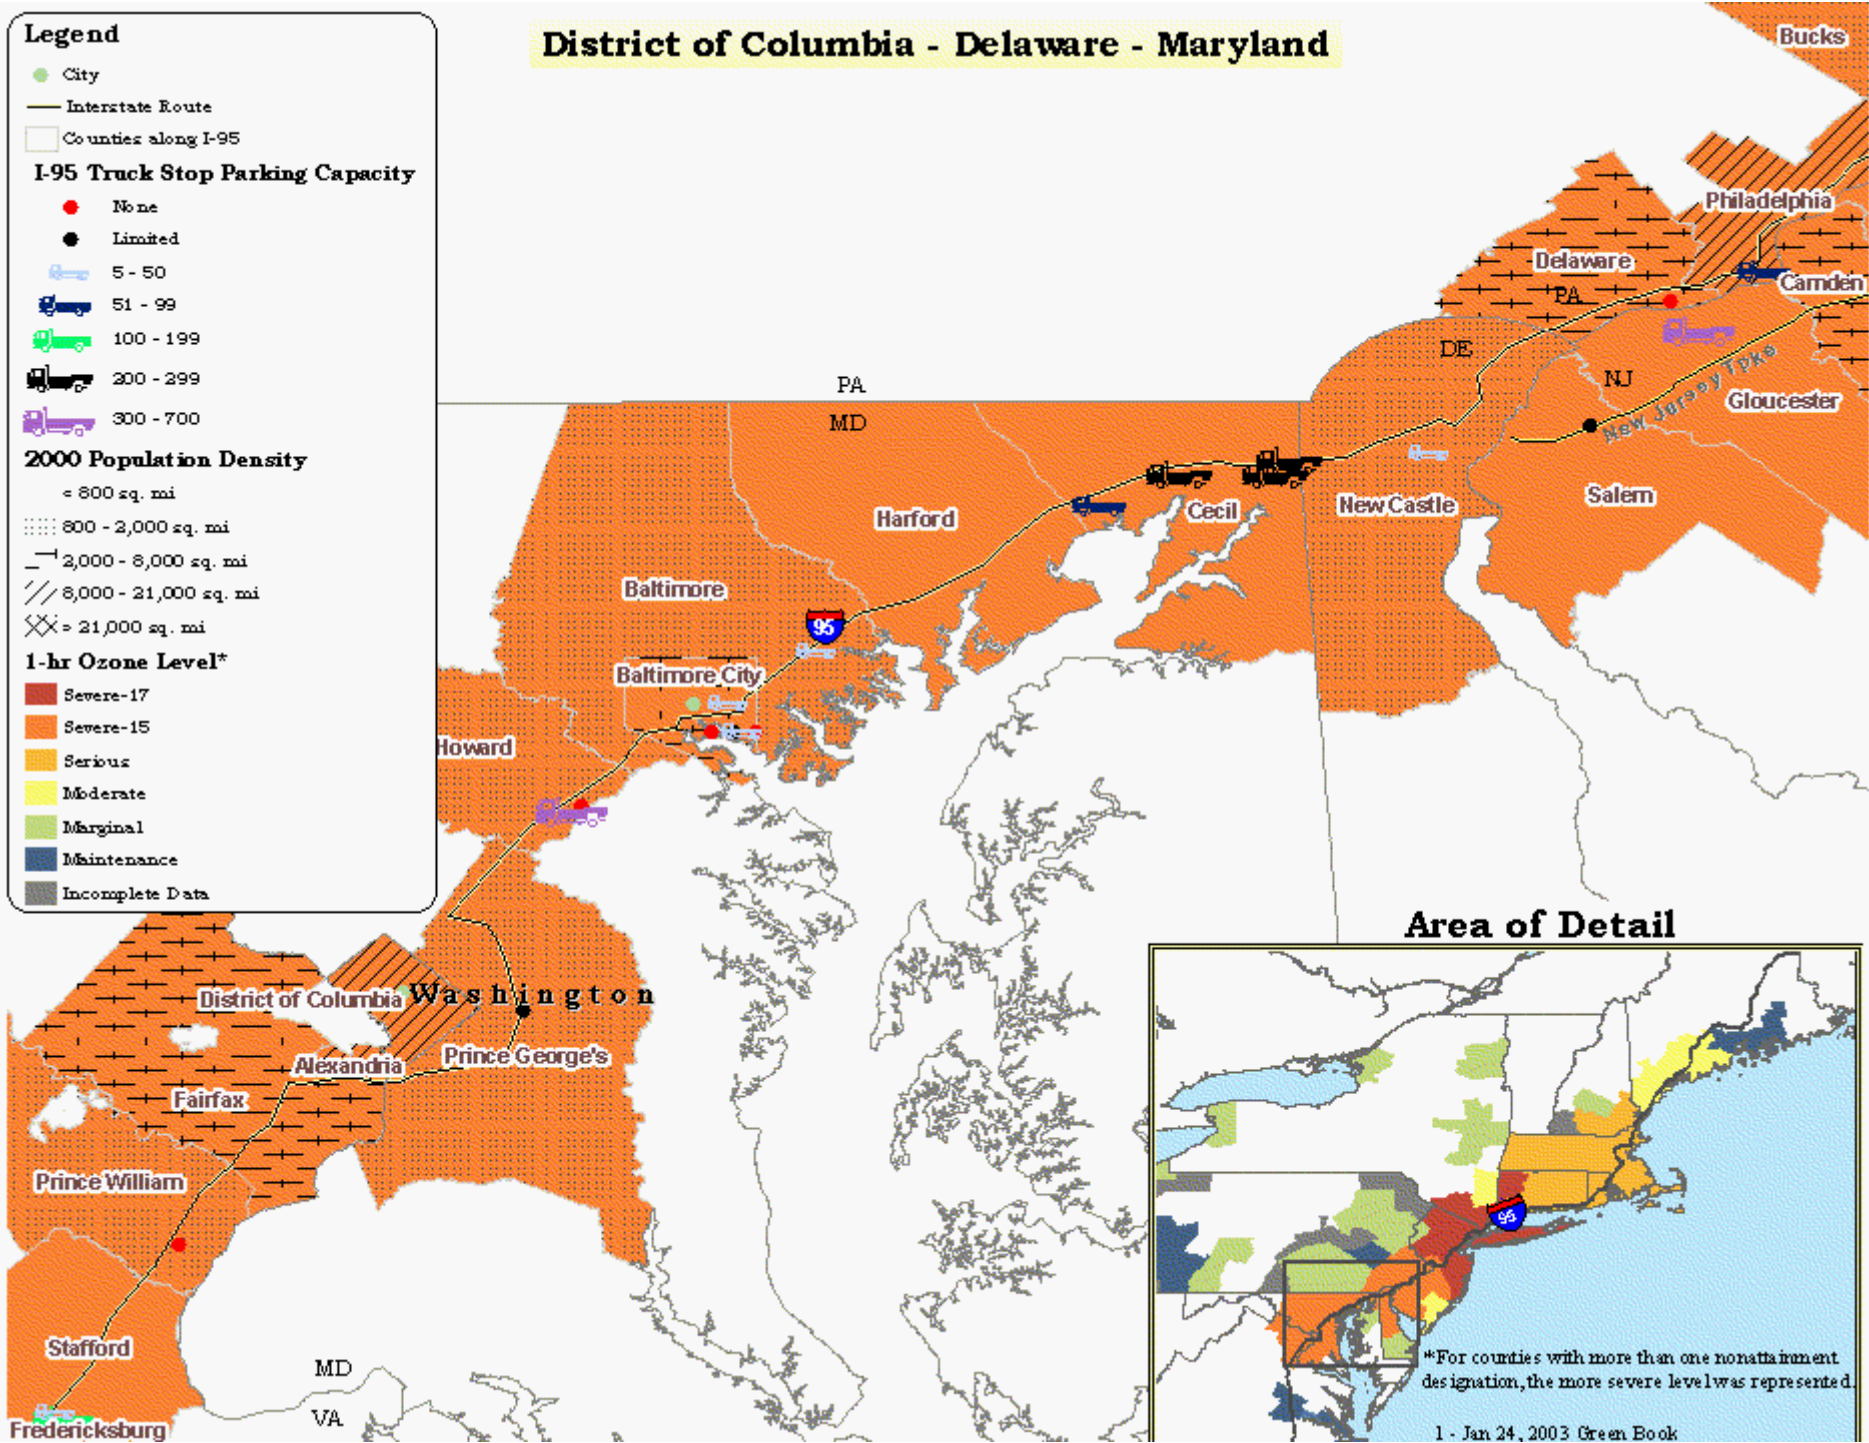 Legend
City
Interstate Route
Counties along I-95
I-95 Truck Stop Parking Capacity
None
Limited
5 - 50
51 - 99
100 - 199
200 - 299
300 - 700
2000 Population Density
< 800 sq. mi
800 - 2,000 sq. mi
2,000 - 8,000 sq. mi
8,000 - 21,000 sq. mi
> 21,000 sq. mi
1-hr Ozone Level*
Severe-17
Severe-15
Serious
Moderate
Marginal
Maintenance
Incomplete Data
District of Columbia - Delaware - Maryland
Bucks
Philadelphia
Delaware
PA
Camden
DE
NJ
New Jersey Tpke
Gloucester
PA
MD
Salem
New Castle
Cecil
Harford
Baltimore
95
Baltimore City
Howard
District of Columbia
Washington
Alexandria
Prince George's
Fairfax
Prince William
Stafford
MD
VA
Fredericksburg
Area of Detail
95
*For counties with more than one nonattainment
designation, the more severe level was represented.
1 - Jan 24, 2003 Green Book